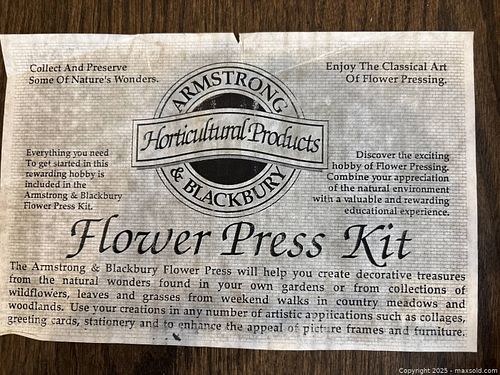 Collect And Preserve
Some Of Nature's Wonders.
Enjoy The Classical Art
Of Flower Pressing.
ARMSTRONG
Horticultural Products
& BLACKBURY
Everything you need
To get started in this
rewarding hobby is
included in the
Armstrong & Blackbury
Flower Press Kit.
Discover the exciting
hobby of Flower Pressing.
Combine your appreciation
of the natural environment
with a valuable and rewarding
educational experience.
Flower Press Kit
The Armstrong & Blackbury Flower Press will help you create decorative treasures
from the natural wonders found in your own gardens or from collections of
wildflowers, leaves and grasses from weekend walks in country meadows and
woodlands. Use your creations in any number of artistic applications such as collages,
greeting cards, stationery and to enhance the appeal of picture frames and furniture.
Copyright 2025 - maxsold.com